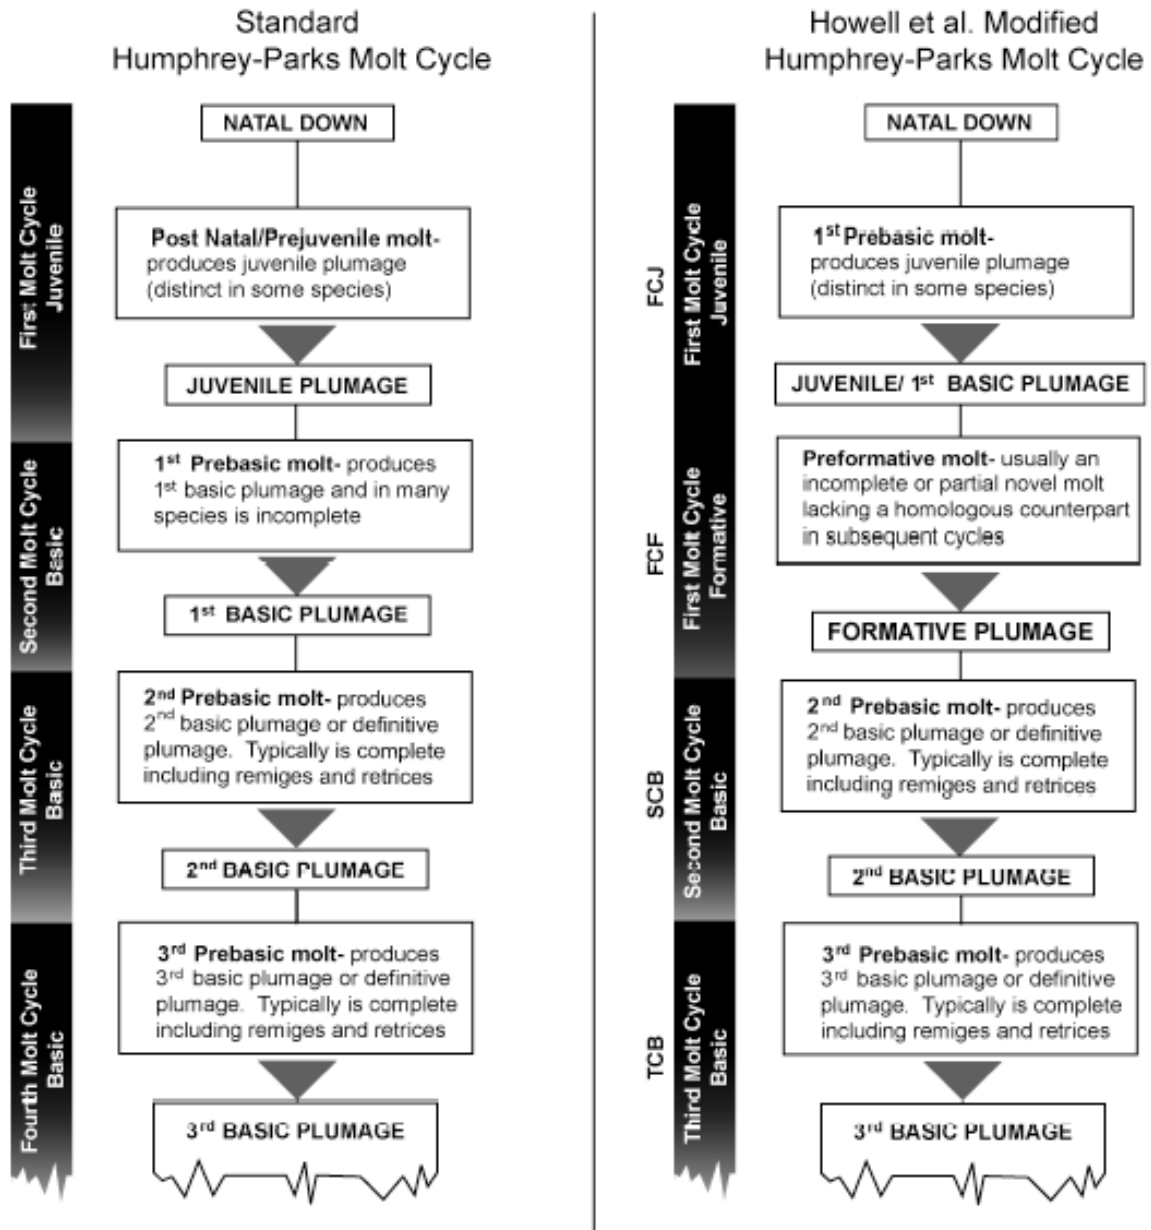 Standard
Humphrey-Parks Molt Cycle
First Molt Cycle
Juvenile
Second Molt Cycle
Basic
Third Molt Cycle
Basic
Fourth Molt Cycle
Basic
NATAL DOWN
Post Natal/Prejuvenile molt-
produces juvenile plumage
(distinct in some species)
JUVENILE PLUMAGE
1st Prebasic molt- produces
1st basic plumage and in many
species is incomplete
1st BASIC PLUMAGE
2nd Prebasic molt- produces
2nd basic plumage or definitive
plumage. Typically is complete
including remiges and retrices
2nd BASIC PLUMAGE
3rd Prebasic molt- produces
3rd basic plumage or definitive
plumage. Typically is complete
including remiges and retrices
3rd BASIC PLUMAGE
Howell et al. Modified
Humphrey-Parks Molt Cycle
FCJ
First Molt Cycle
Juvenile
FCF
First Molt Cycle
Formative
SCB
Second Molt Cycle
Basic
TCB
Third Molt Cycle
Basic
NATAL DOWN
1st Prebasic molt-
produces juvenile plumage
(distinct in some species)
JUVENILE/ 1st BASIC PLUMAGE
Preformative molt- usually an
incomplete or partial novel molt
lacking a homologous counterpart
in subsequent cycles
FORMATIVE PLUMAGE
2nd Prebasic molt- produces
2nd basic plumage or definitive
plumage. Typically is complete
including remiges and retrices
2nd BASIC PLUMAGE
3rd Prebasic molt- produces
3rd basic plumage or definitive
plumage. Typically is complete
including remiges and retrices
3rd BASIC PLUMAGE